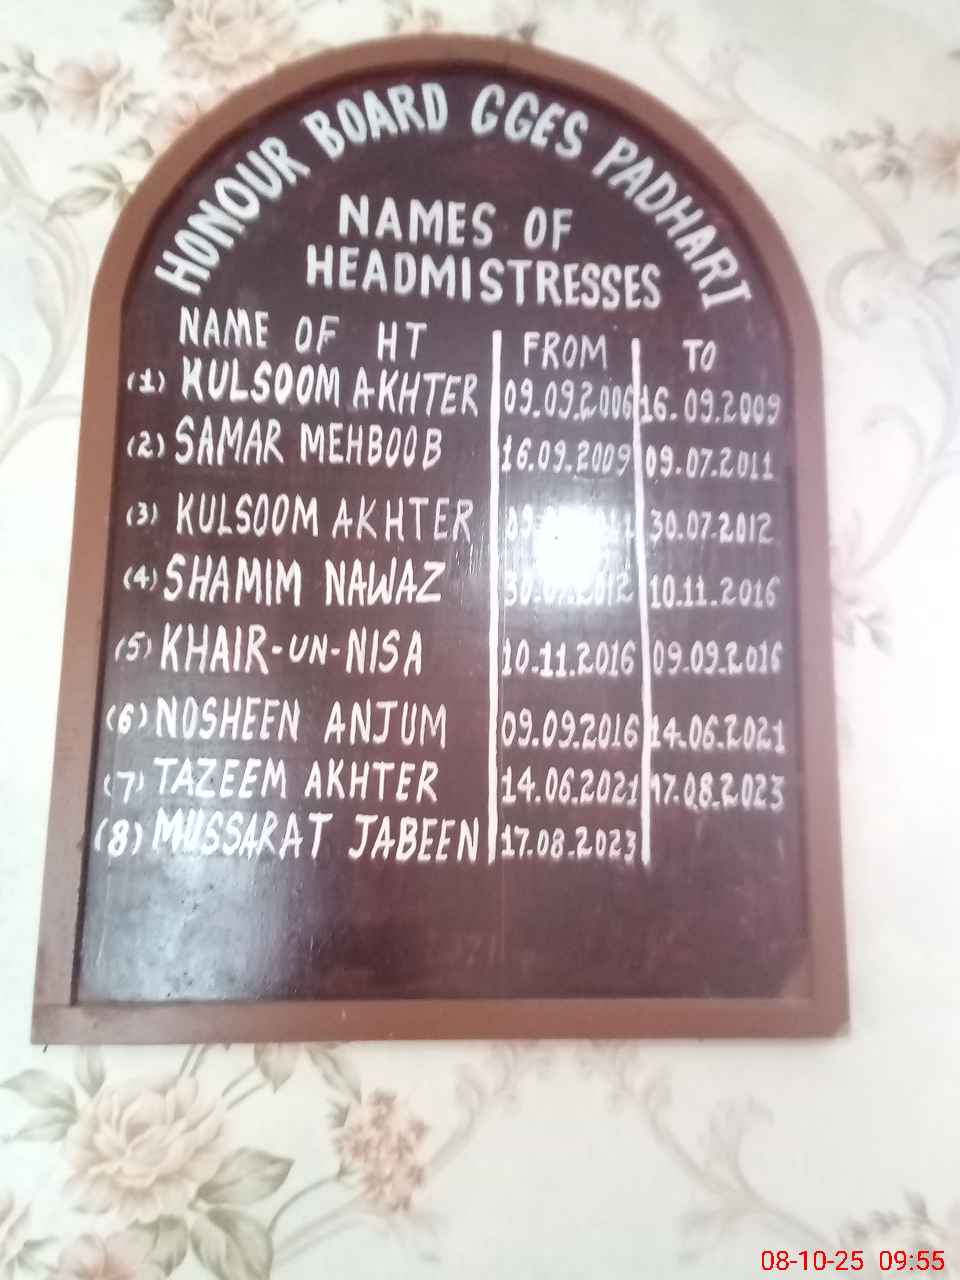 HONOUR BOARD GGES PADHARI
NAMES OF
HEADMISTRESSES
NAME OF HT FROM TO
(1) KULSOOM AKHTER 09.09.2006 16.09.2009
(2) SAMAR MEHBOOB 16.09.2009 09.07.2011
(3) KULSOOM AKHTER 30.07.2012
(4) SHAMIM NAWAZ 30.07.2012 10.11.2016
(5) KHAIR-UN-NISA 10.11.2016 09.09.2016
(6) NOSHEEN ANJUM 09.09.2016 14.06.2021
(7) TAZEEM AKHTER 14.06.2021 17.08.2023
(8) MUSSARAT JABEEN 17.08.2023
08-10-25 09:55